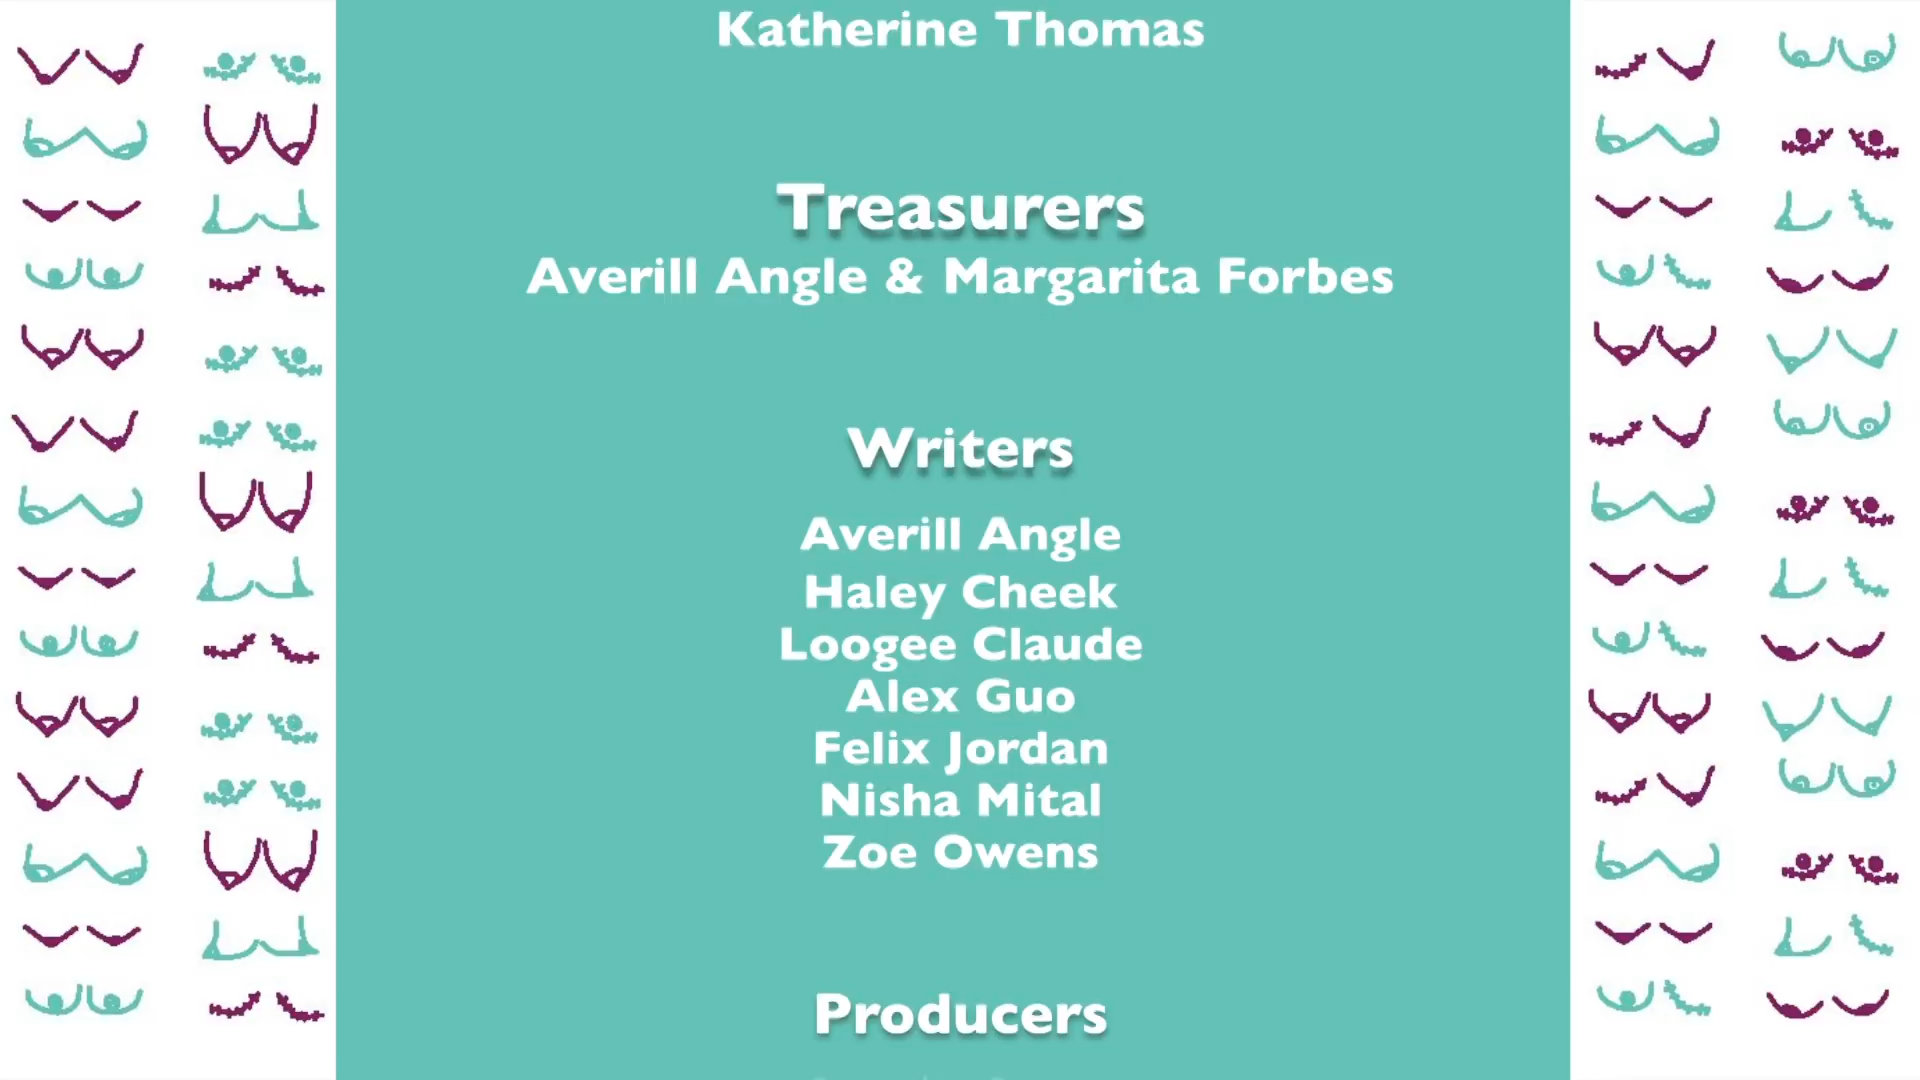 Katherine Thomas
Treasurers
Averill Angle & Margarita Forbes
Writers
Averill Angle
Haley Cheek
Loogee Claude
Alex Guo
Felix Jordan
Nisha Mital
Zoe Owens
Producers